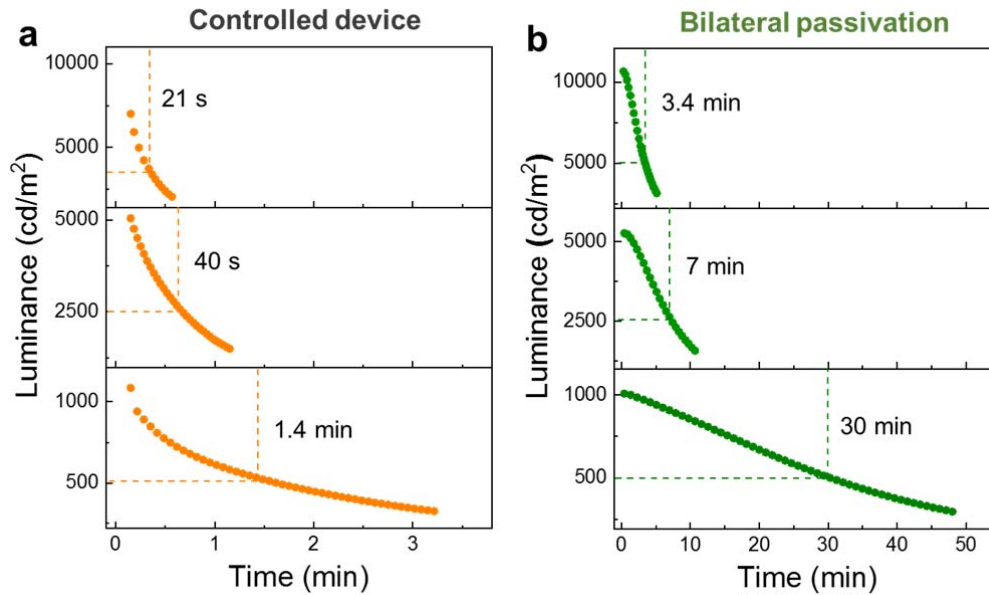 a
Controlled device
Luminance (cd/m²)
10000
5000
21 s
5000
2500
40 s
1000
500
1.4 min
0 1 2 3
Time (min)
b
Bilateral passivation
Luminance (cd/m²)
10000
5000
3.4 min
5000
2500
7 min
1000
500
30 min
0 10 20 30 40 50
Time (min)